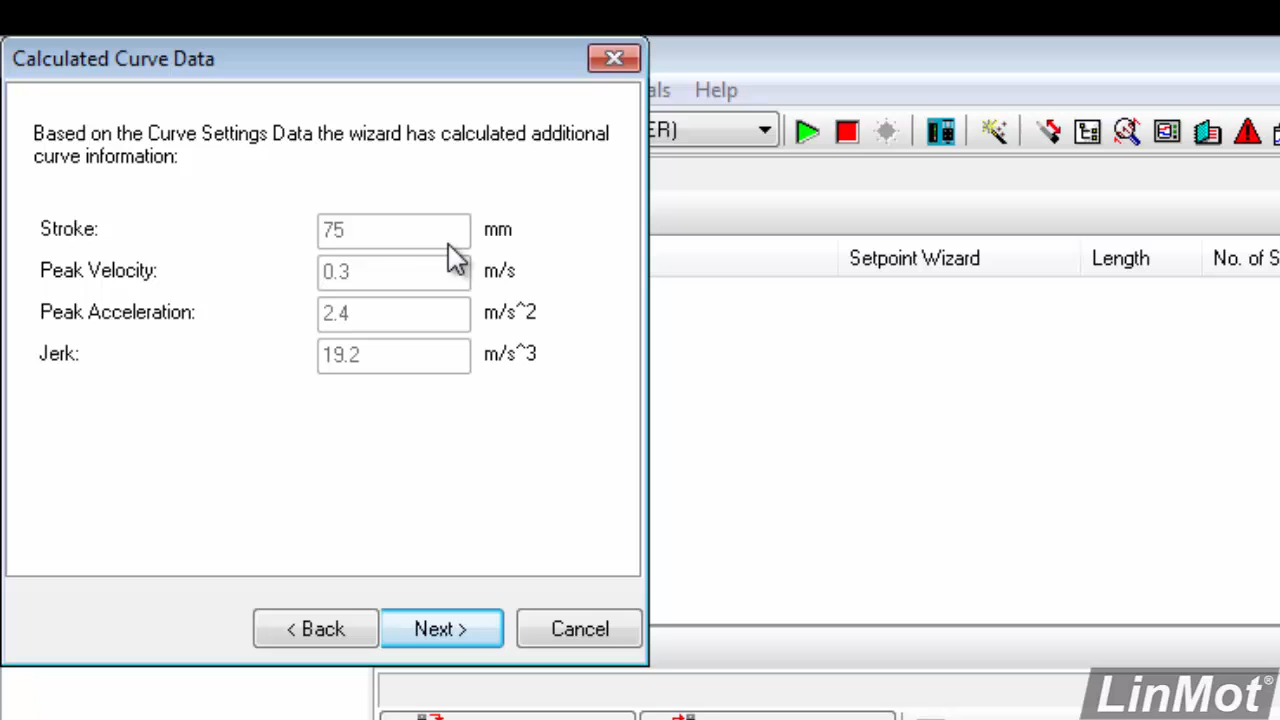 Calculated Curve Data
als Help
ER)
Based on the Curve Settings Data the wizard has calculated additional
curve information:
Stroke: 75 mm
Peak Velocity: 0.3 m/s
Peak Acceleration: 2.4 m/s^2
Jerk: 19.2 m/s^3
Setpoint Wizard Length No. of S
< Back Next > Cancel
LinMot®